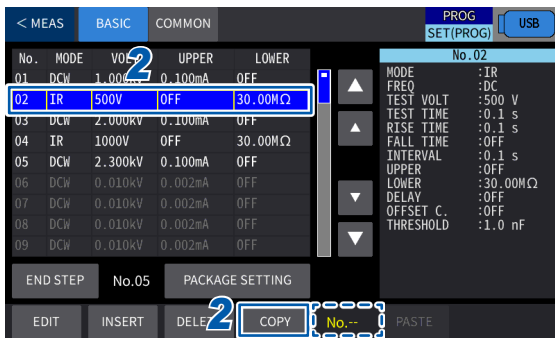 < MEAS BASIC COMMON PROG SET(PROG) USB
No. MODE UPPER LOWER
01 DCW 1.000kV 0.100mA OFF
2
02 IR 500V OFF 30.00MΩ
03 DCW 2.000kV 0.100mA OFF
04 IR 1000V OFF 30.00MΩ
05 DCW 2.300kV 0.100mA OFF
06 DCW 0.010kV 0.002mA OFF
07 DCW 0.010kV 0.002mA OFF
08 DCW 0.010kV 0.002mA OFF
09 DCW 0.010kV 0.002mA OFF
END STEP No.05 PACKAGE SETTING
No.02
MODE :IR
FREQ :DC
TEST VOLT :500 V
TEST TIME :0.1 s
RISE TIME :0.1 s
FALL TIME :OFF
INTERVAL :0.1 s
UPPER :OFF
LOWER :30.00MΩ
DELAY :OFF
OFFSET C. :OFF
THRESHOLD :1.0 nF
2
EDIT INSERT DELETE COPY No.-- PASTE